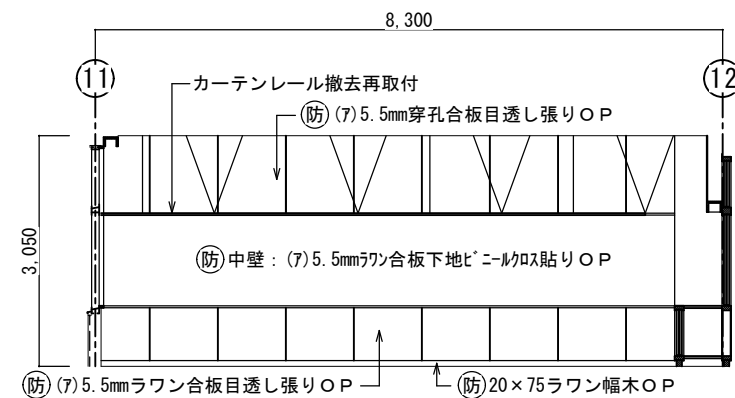 8,300
11
12
カーテンレール撤去再取付
防 (ｱ)5.5mm穿孔合板目透し張りＯＰ
3,050
防 中壁：(ｱ)5.5mmﾗﾜﾝ合板下地ﾋﾞﾆｰﾙｸﾛｽ貼りＯＰ
防 (ｱ)5.5mmラワン合板目透し張りＯＰ
防 20×75ラワン幅木ＯＰ